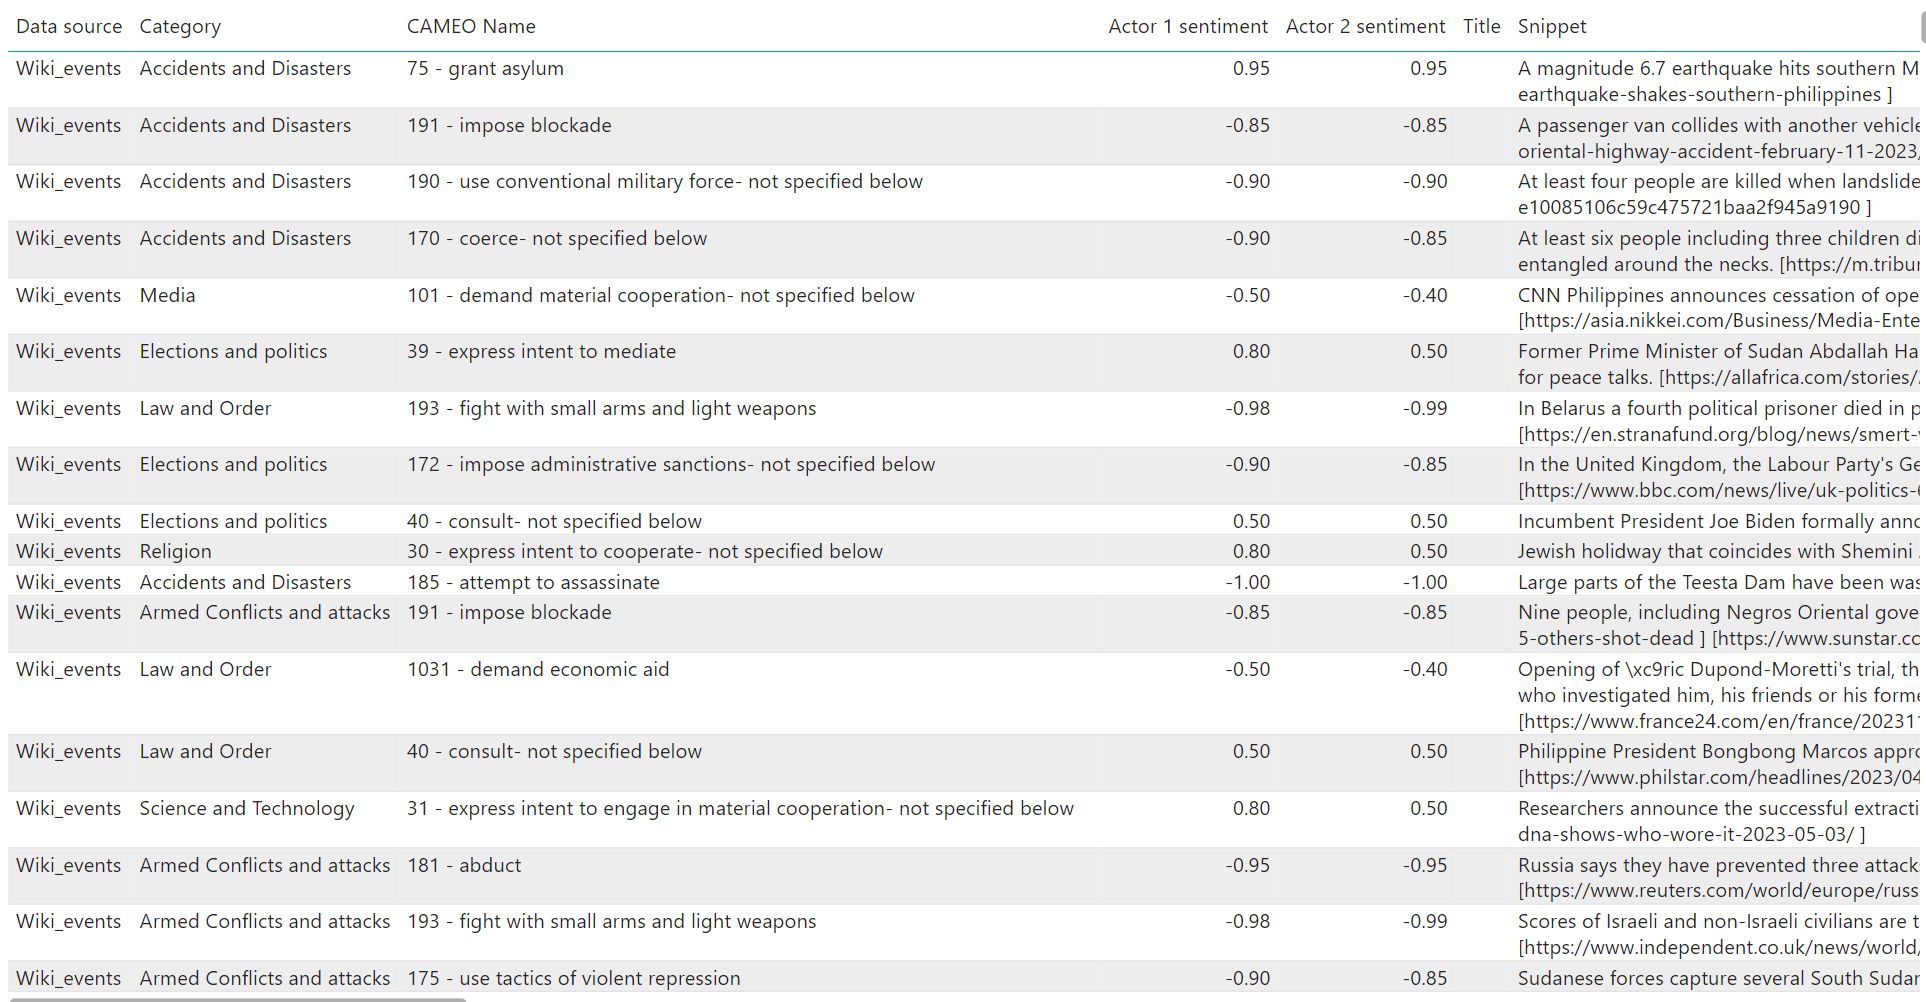 Data source Category CAMEO Name Actor 1 sentiment Actor 2 sentiment Title Snippet
Wiki_events Accidents and Disasters 75 - grant asylum 0.95 0.95 A magnitude 6.7 earthquake hits southern M
earthquake-shakes-southern-philippines ]
Wiki_events Accidents and Disasters 191 - impose blockade -0.85 -0.85 A passenger van collides with another vehicle
oriental-highway-accident-february-11-2023/
Wiki_events Accidents and Disasters 190 - use conventional military force- not specified below -0.90 -0.90 At least four people are killed when landslide
e10085106c59c475721baa2f945a9190 ]
Wiki_events Accidents and Disasters 170 - coerce- not specified below -0.90 -0.85 At least six people including three children di
entangled around the necks. [https://m.tribu
Wiki_events Media 101 - demand material cooperation- not specified below -0.50 -0.40 CNN Philippines announces cessation of ope
[https://asia.nikkei.com/Business/Media-Ente
Wiki_events Elections and politics 39 - express intent to mediate 0.80 0.50 Former Prime Minister of Sudan Abdallah Ha
for peace talks. [https://allafrica.com/stories/
Wiki_events Law and Order 193 - fight with small arms and light weapons -0.98 -0.99 In Belarus a fourth political prisoner died in p
[https://en.stranafund.org/blog/news/smert-
Wiki_events Elections and politics 172 - impose administrative sanctions- not specified below -0.90 -0.85 In the United Kingdom, the Labour Party's Ge
[https://www.bbc.com/news/live/uk-politics-
Wiki_events Elections and politics 40 - consult- not specified below 0.50 0.50 Incumbent President Joe Biden formally anno
Wiki_events Religion 30 - express intent to cooperate- not specified below 0.80 0.50 Jewish holidway that coincides with Shemini
Wiki_events Accidents and Disasters 185 - attempt to assassinate -1.00 -1.00 Large parts of the Teesta Dam have been was
Wiki_events Armed Conflicts and attacks 191 - impose blockade -0.85 -0.85 Nine people, including Negros Oriental gove
5-others-shot-dead ] [https://www.sunstar.co
Wiki_events Law and Order 1031 - demand economic aid -0.50 -0.40 Opening of \xc9ric Dupond-Moretti's trial, th
who investigated him, his friends or his forme
[https://www.france24.com/en/france/202311
Wiki_events Law and Order 40 - consult- not specified below 0.50 0.50 Philippine President Bongbong Marcos appro
[https://www.philstar.com/headlines/2023/04
Wiki_events Science and Technology 31 - express intent to engage in material cooperation- not specified below 0.80 0.50 Researchers announce the successful extracti
dna-shows-who-wore-it-2023-05-03/ ]
Wiki_events Armed Conflicts and attacks 181 - abduct -0.95 -0.95 Russia says they have prevented three attack
[https://www.reuters.com/world/europe/russ
Wiki_events Armed Conflicts and attacks 193 - fight with small arms and light weapons -0.98 -0.99 Scores of Israeli and non-Israeli civilians are t
[https://www.independent.co.uk/news/world/
Wiki_events Armed Conflicts and attacks 175 - use tactics of violent repression -0.90 -0.85 Sudanese forces capture several South Sudan